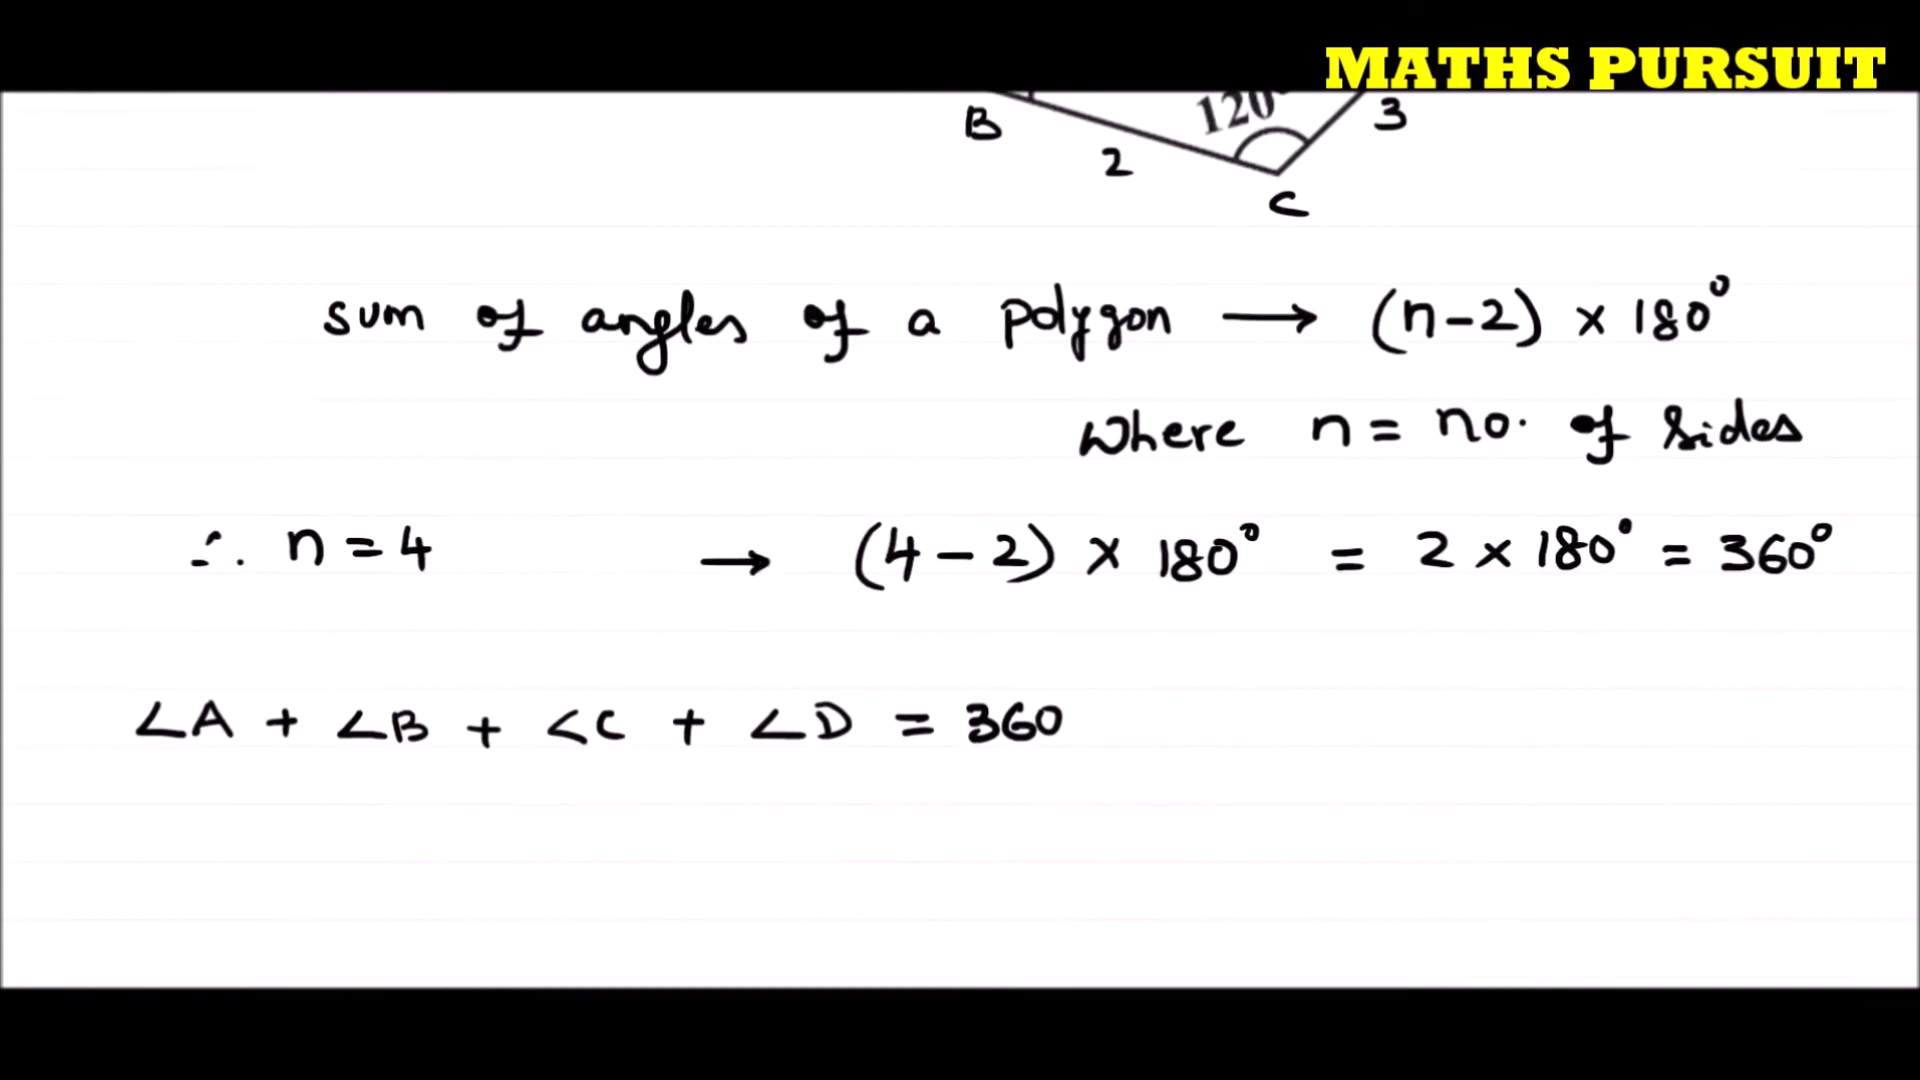 MATHS PURSUIT
B 2 120° 3
C
sum of angles of a polygon → (n-2) × 180°
where n = no. of sides
∴ n = 4 → (4-2) × 180° = 2 × 180° = 360°
∠A + ∠B + ∠C + ∠D = 360